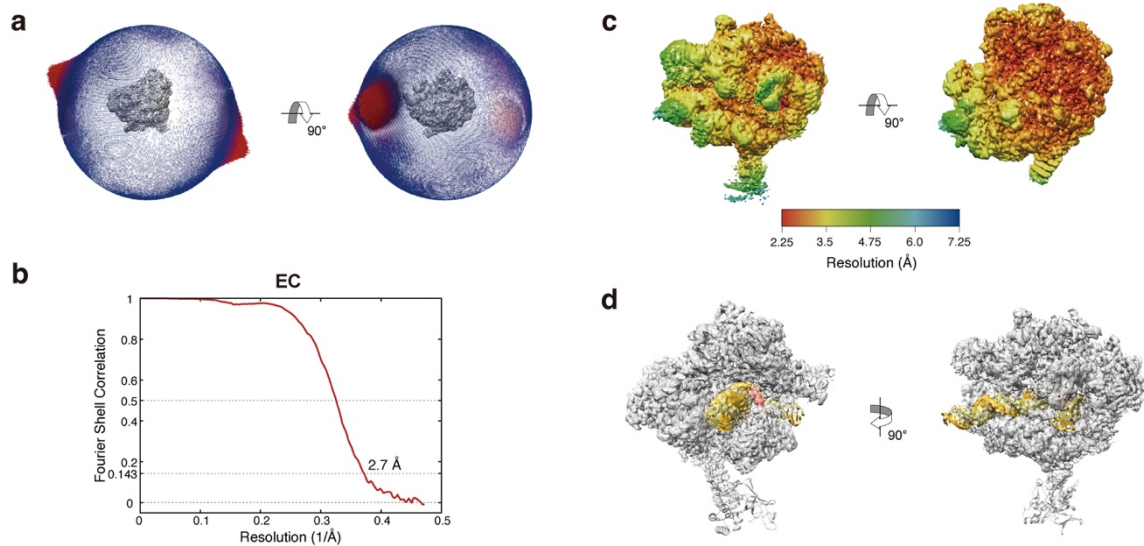 a
90°
b
EC
Fourier Shell Correlation
1
0.8
0.6
0.5
0.4
0.2
0.143
0
2.7 Å
0
0.1
0.2
0.3
0.4
0.5
Resolution (1/Å)
c
90°
2.25
3.5
4.75
6.0
7.25
Resolution (Å)
d
90°